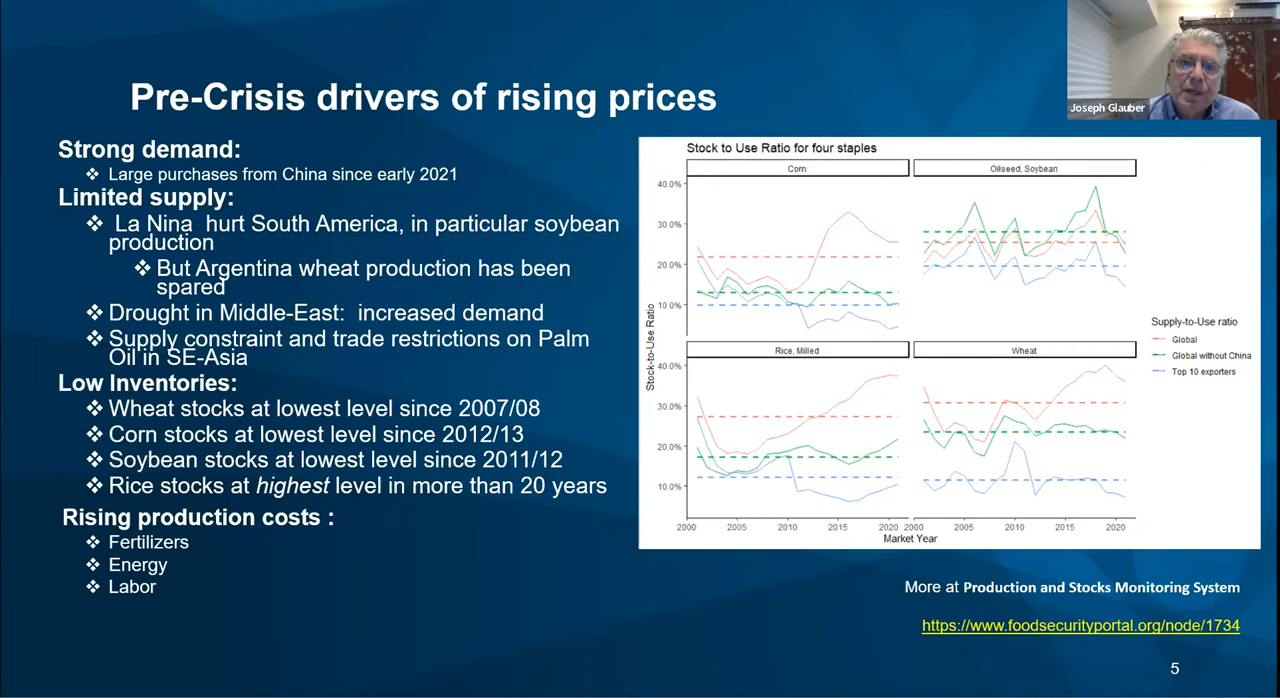 Joseph Glauber
Pre-Crisis drivers of rising prices
Strong demand:
❖ Large purchases from China since early 2021
Limited supply:
❖ La Nina hurt South America, in particular soybean
production
❖ But Argentina wheat production has been
spared
❖ Drought in Middle-East: increased demand
❖ Supply constraint and trade restrictions on Palm
Oil in SE-Asia
Low Inventories:
❖ Wheat stocks at lowest level since 2007/08
❖ Corn stocks at lowest level since 2012/13
❖ Soybean stocks at lowest level since 2011/12
❖ Rice stocks at highest level in more than 20 years
Rising production costs :
❖ Fertilizers
❖ Energy
❖ Labor
Stock to Use Ratio for four staples
Corn
Oilseed, Soybean
40.0%
30.0%
20.0%
10.0%
Rice, Milled
Wheat
40.0%
30.0%
20.0%
10.0%
Stock-to-Use Ratio
2000 2005 2010 2015 2020 2000 2005 2010 2015 2020
Market Year
Supply-to-Use ratio
Global
Global without China
Top 10 exporters
More at Production and Stocks Monitoring System
https://www.foodsecurityportal.org/node/1734
5